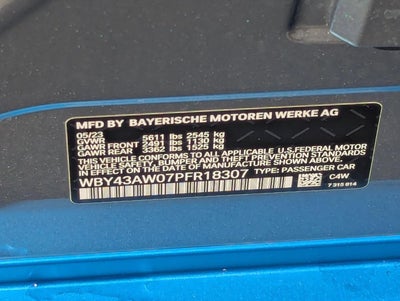 MFD BY BAYERISCHE MOTOREN WERKE AG
05/23
GVWR 5611 lbs 2545 kg
GAWR FRONT 2491 lbs 1130 kg
GAWR REAR 3362 lbs 1525 kg
THIS VEHICLE CONFORMS TO ALL APPLICABLE U.S. FEDERAL MOTOR
VEHICLE SAFETY, BUMPER, AND THEFT PREVENTION STANDARDS
IN EFFECT ON THE DATE OF MANUFACTURE SHOWN ABOVE.
WBY43AW07PFR18307 TYPE: PASSENGER CAR
C4W
7 315 014